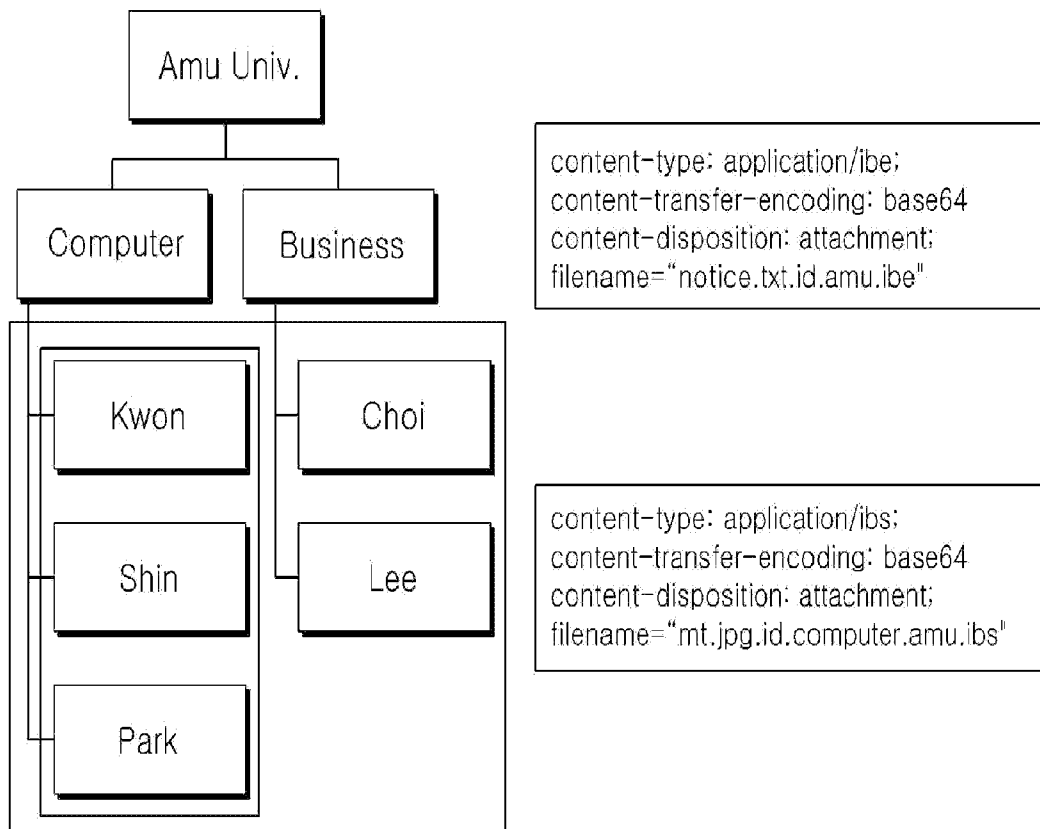 Amu Univ.
Computer
Business
Kwon
Choi
Shin
Lee
Park
content-type: application/ibe;
content-transfer-encoding: base64
content-disposition: attachment;
filename="notice.txt.id.amu.ibe"
content-type: application/ibs;
content-transfer-encoding: base64
content-disposition: attachment;
filename="mt.jpg.id.computer.amu.ibs"